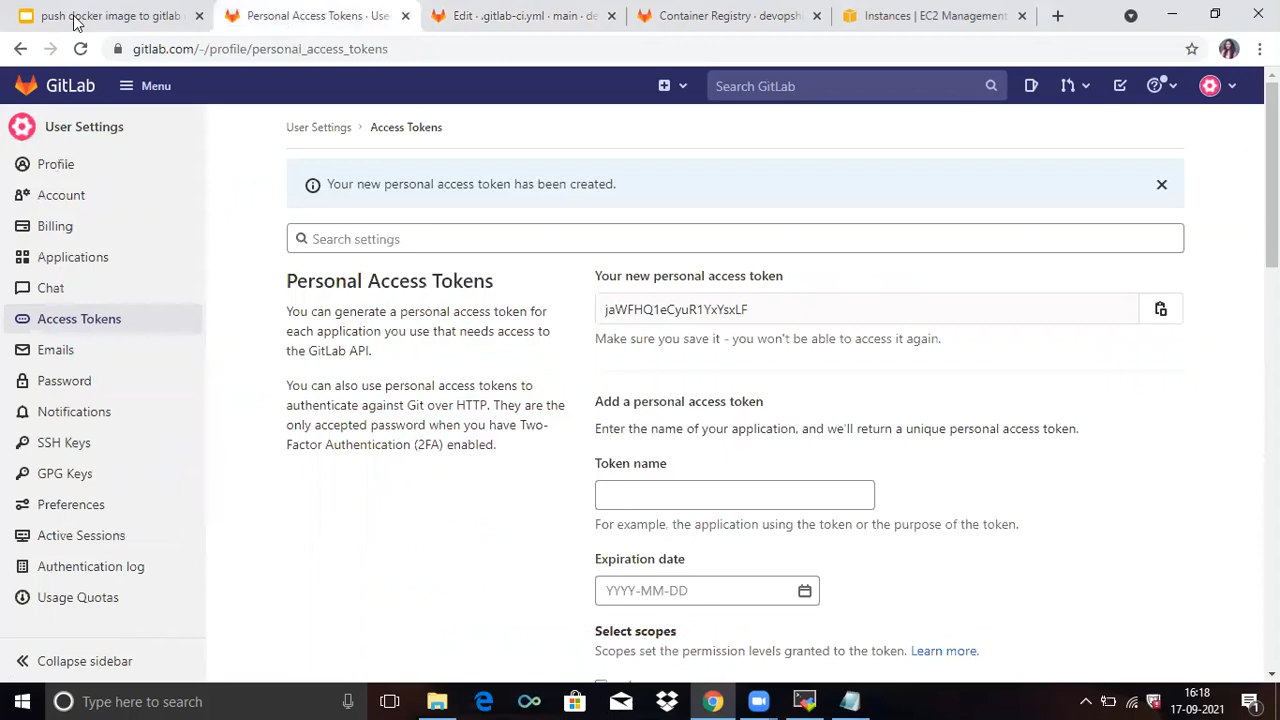 push docker image to gitlab
Personal Access Tokens · Use
Edit · .gitlab-ci.yml · main · de
Container Registry · devopshi
Instances | EC2 Management
gitlab.com/-/profile/personal_access_tokens
GitLab
Menu
Search GitLab
User Settings
Profile
Account
Billing
Applications
Chat
Access Tokens
Emails
Password
Notifications
SSH Keys
GPG Keys
Preferences
Active Sessions
Authentication log
Usage Quotas
Collapse sidebar
User Settings > Access Tokens
Your new personal access token has been created.
Search settings
Personal Access Tokens
You can generate a personal access token for
each application you use that needs access to
the GitLab API.
You can also use personal access tokens to
authenticate against Git over HTTP. They are the
only accepted password when you have Two-
Factor Authentication (2FA) enabled.
Your new personal access token
jaWFHQ1eCyuR1YxYsxLF
Make sure you save it - you won't be able to access it again.
Add a personal access token
Enter the name of your application, and we'll return a unique personal access token.
Token name
For example, the application using the token or the purpose of the token.
Expiration date
YYYY-MM-DD
Select scopes
Scopes set the permission levels granted to the token. Learn more.
Type here to search
16:18
17-09-2021
1